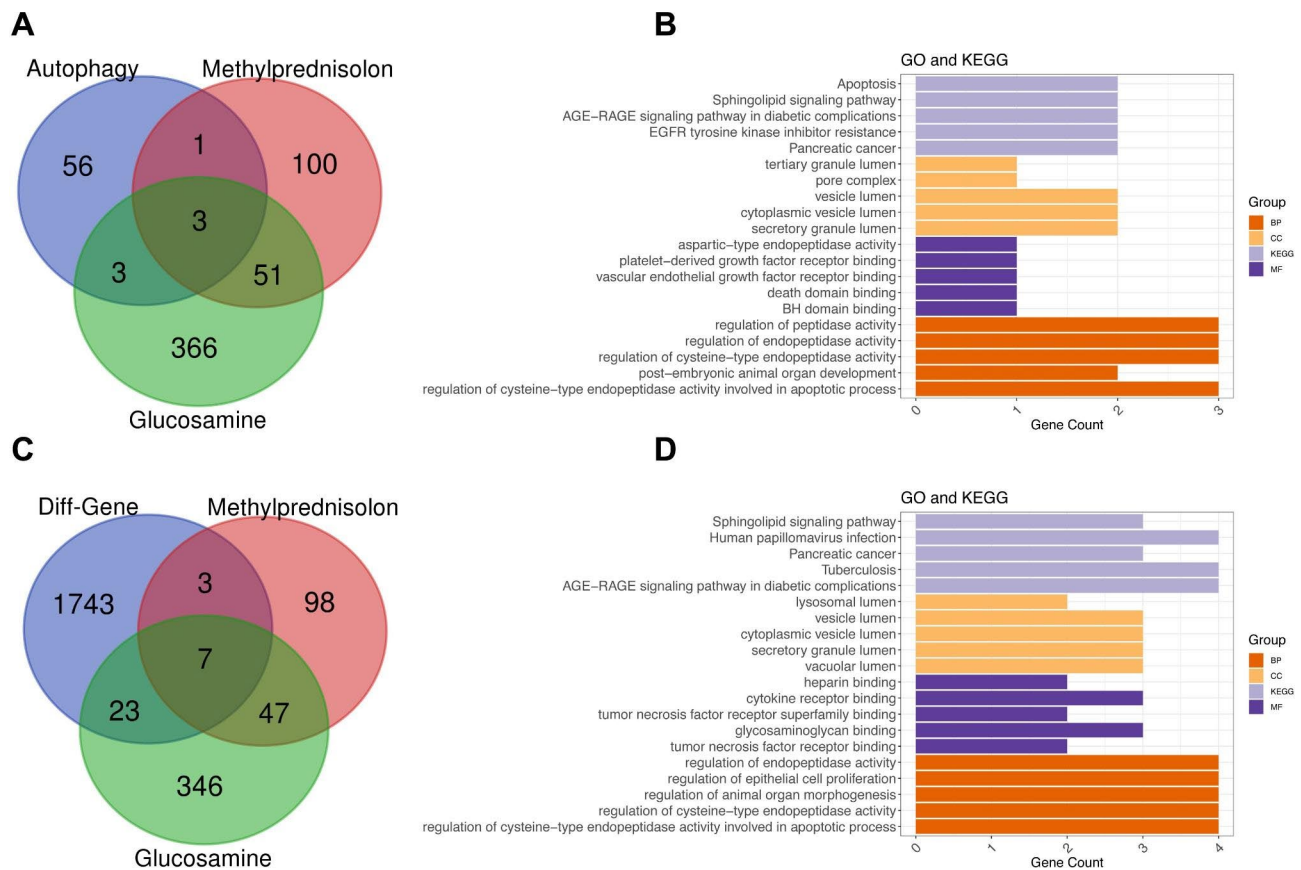 A
Autophagy
Methylprednisolon
56
1
100
3
3
51
366
Glucosamine
B
GO and KEGG
Apoptosis
Sphingolipid signaling pathway
AGE−RAGE signaling pathway in diabetic complications
EGFR tyrosine kinase inhibitor resistance
Pancreatic cancer
tertiary granule lumen
pore complex
vesicle lumen
cytoplasmic vesicle lumen
secretory granule lumen
aspartic−type endopeptidase activity
platelet−derived growth factor receptor binding
vascular endothelial growth factor receptor binding
death domain binding
BH domain binding
regulation of peptidase activity
regulation of endopeptidase activity
regulation of cysteine−type endopeptidase activity
post−embryonic animal organ development
regulation of cysteine−type endopeptidase activity involved in apoptotic process
0 1 2 3
Gene Count
Group
BP
CC
KEGG
MF
C
Diff-Gene
Methylprednisolon
1743
3
98
7
23
47
346
Glucosamine
D
GO and KEGG
Sphingolipid signaling pathway
Human papillomavirus infection
Pancreatic cancer
Tuberculosis
AGE−RAGE signaling pathway in diabetic complications
lysosomal lumen
vesicle lumen
cytoplasmic vesicle lumen
secretory granule lumen
vacuolar lumen
heparin binding
cytokine receptor binding
tumor necrosis factor receptor superfamily binding
glycosaminoglycan binding
tumor necrosis factor receptor binding
regulation of endopeptidase activity
regulation of epithelial cell proliferation
regulation of animal organ morphogenesis
regulation of cysteine−type endopeptidase activity
regulation of cysteine−type endopeptidase activity involved in apoptotic process
0 1 2 3 4
Gene Count
Group
BP
CC
KEGG
MF